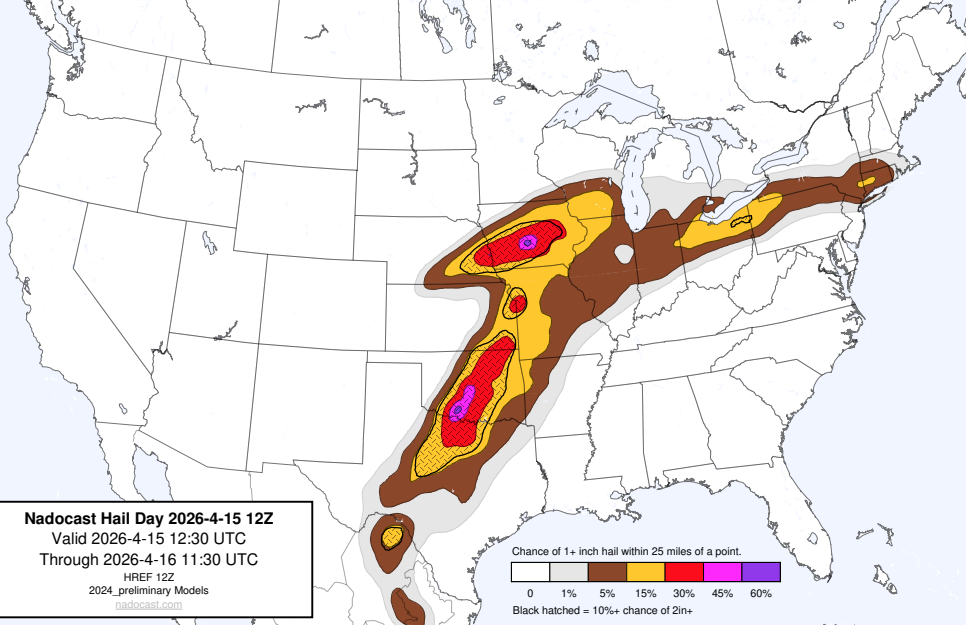 Nadocast Hail Day 2026-4-15 12Z
Valid 2026-4-15 12:30 UTC
Through 2026-4-16 11:30 UTC
HREF 12Z
2024_preliminary Models
nadocast.com
Chance of 1+ inch hail within 25 miles of a point.
0 1% 5% 15% 30% 45% 60%
Black hatched = 10%+ chance of 2in+